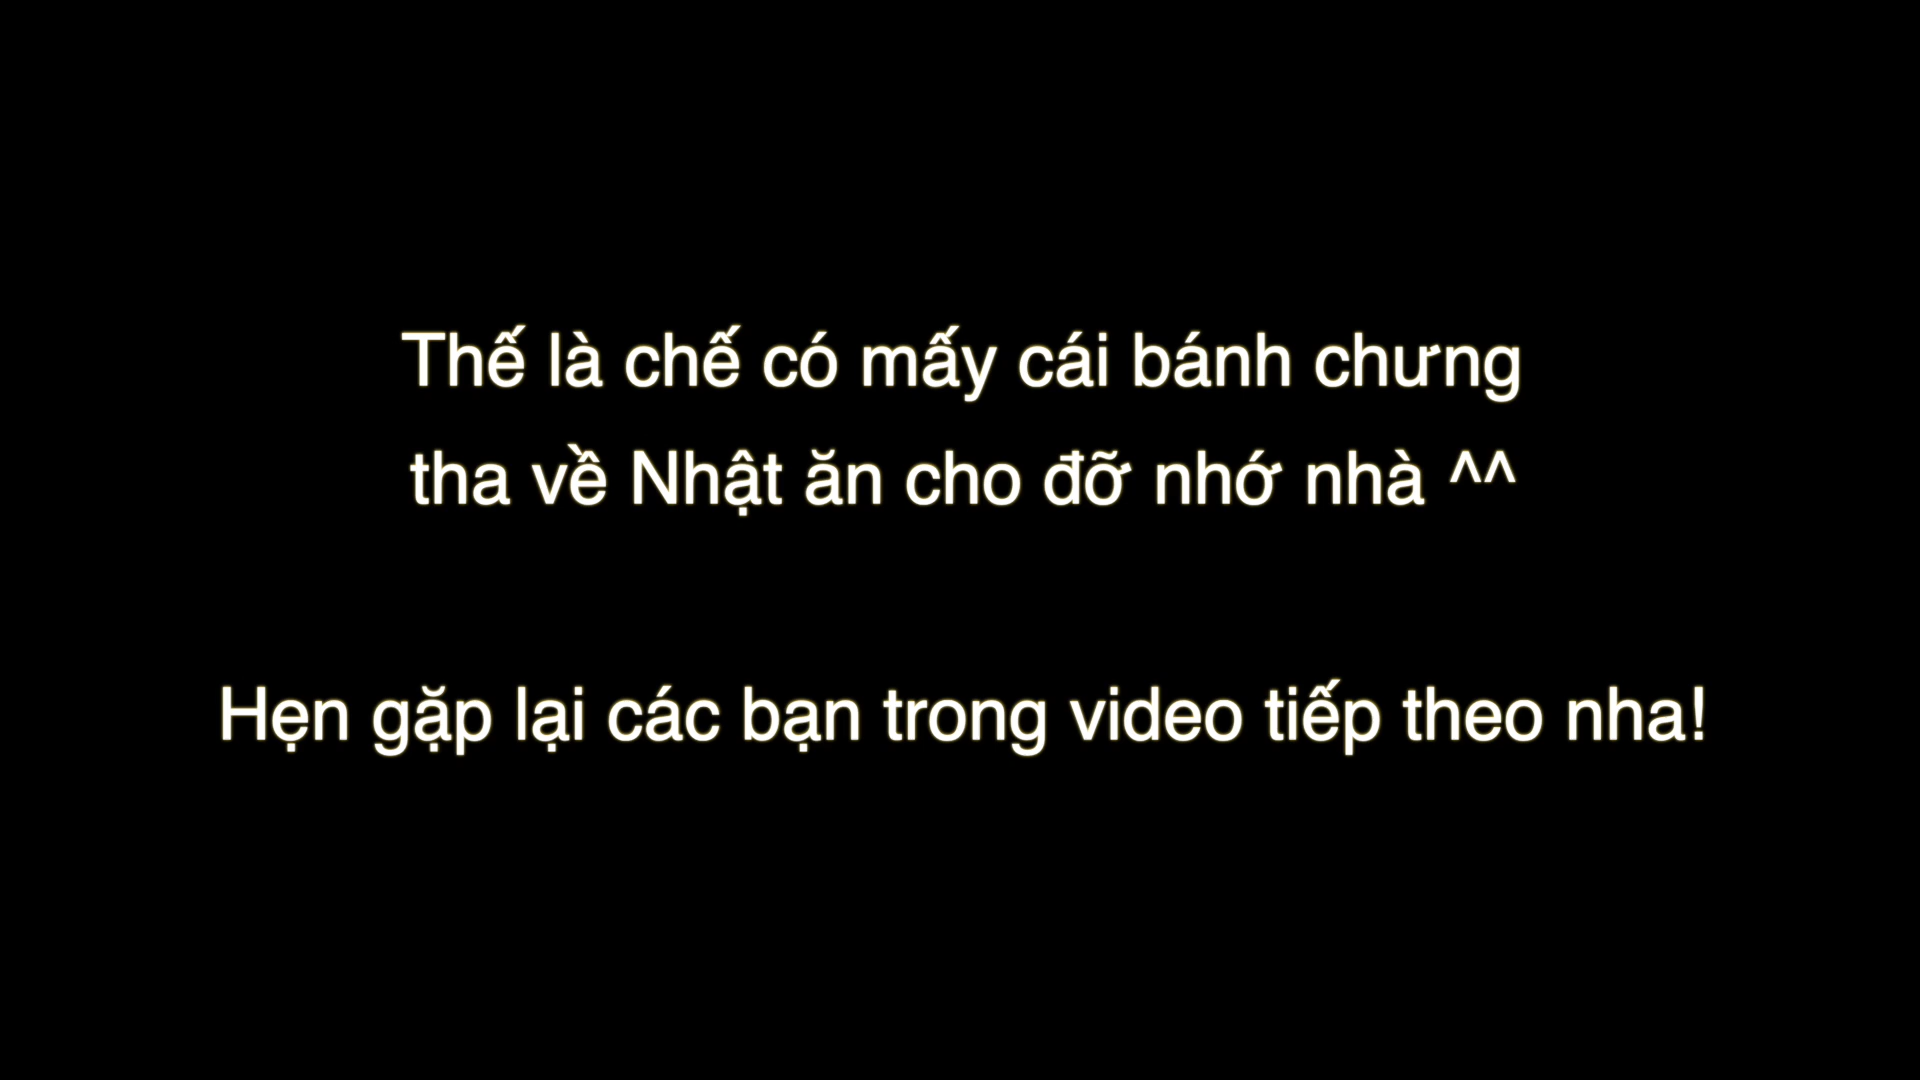 Thế là chế có mấy cái bánh chưng
tha về Nhật ăn cho đỡ nhớ nhà ^^
Hẹn gặp lại các bạn trong video tiếp theo nha!